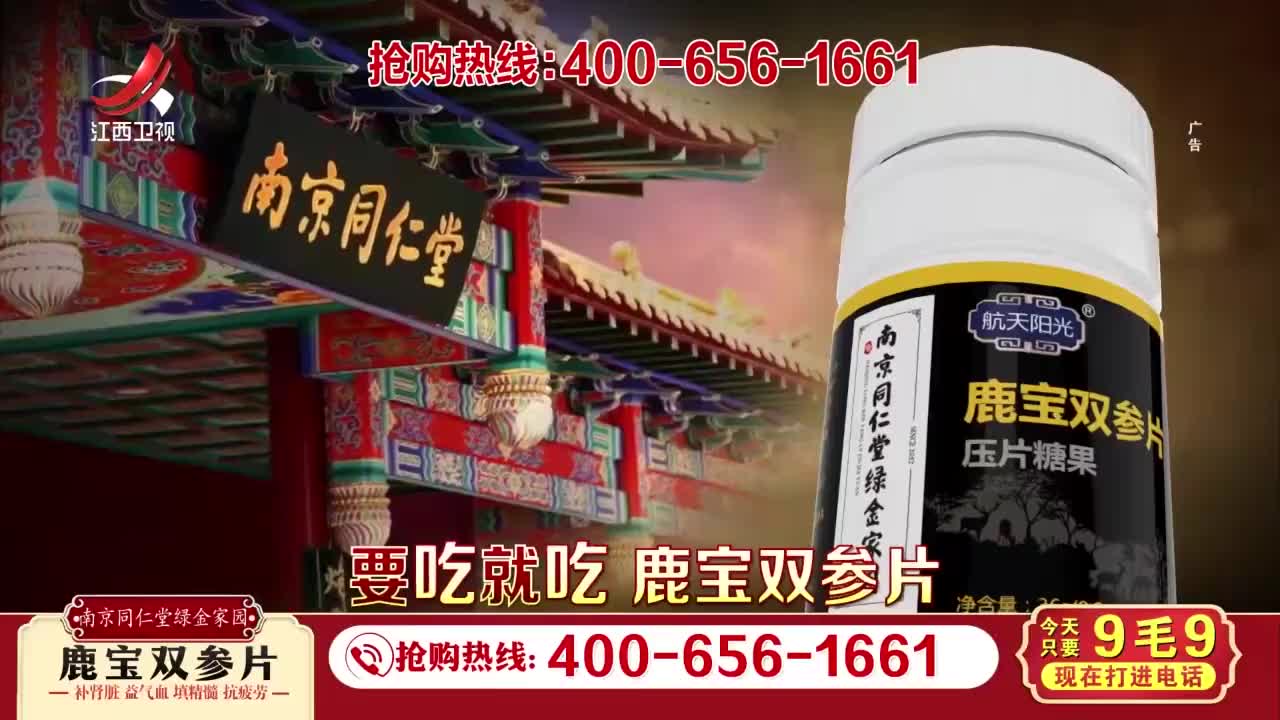 抢购热线:400-656-1661
江西卫视
广告
南京同仁堂
航天阳光®
南京同仁堂绿金家
鹿宝双参片
压片糖果
净含量:
要吃就吃 鹿宝双参片
南京同仁堂绿金家园
鹿宝双参片
补肾脏 益气血 填精髓 抗疲劳
抢购热线:400-656-1661
今天只要 9毛9
现在打进电话